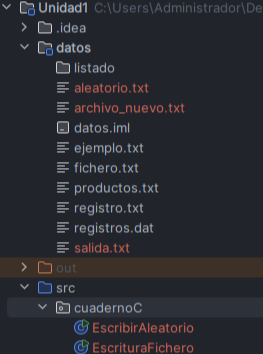 Unidad1 C:\Users\Administrador\De
.idea
datos
listado
aleatorio.txt
archivo_nuevo.txt
datos.iml
ejemplo.txt
fichero.txt
productos.txt
registro.txt
registros.dat
salida.txt
out
src
cuadernoC
EscribirAleatorio
EscrituraFichero